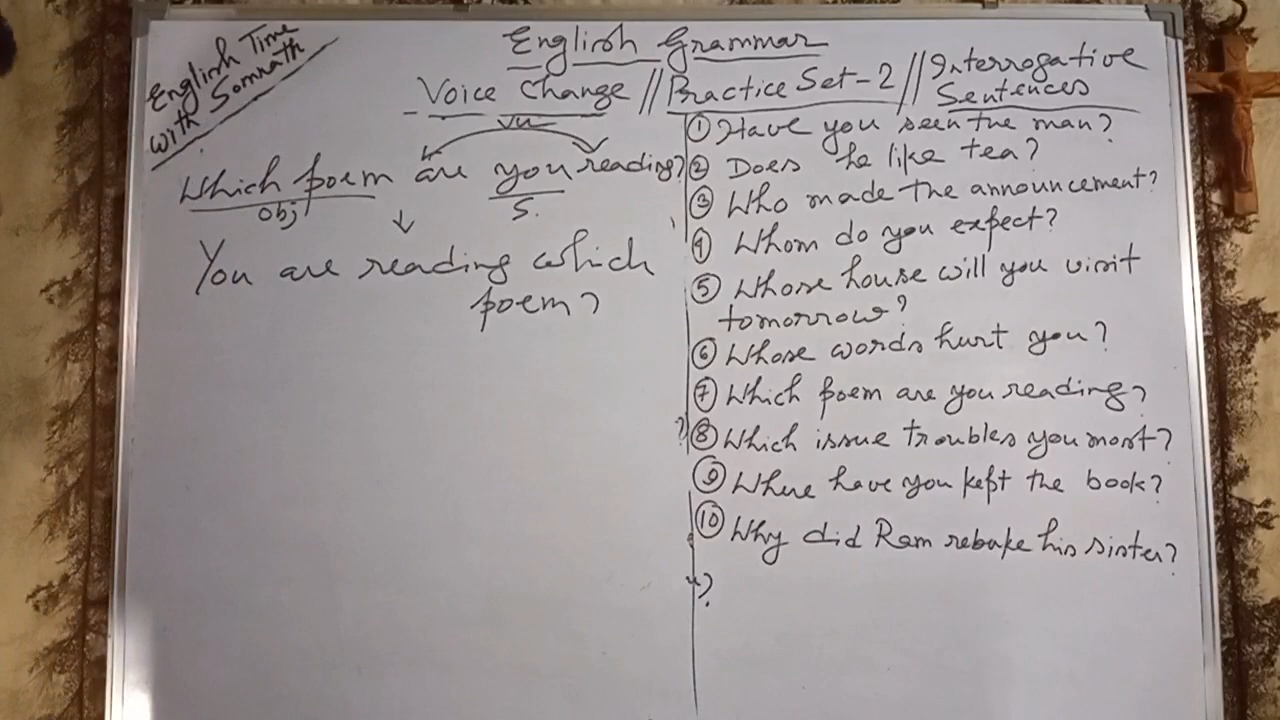 English Time
with Somnath
English Grammar
Voice Change // Practice Set-2 // Interrogative
Sentences
Which poem are you reading?
Obj
S.
You are reading which
poem?
① Have you seen the man?
② Does he like tea?
③ Who made the announcement?
④ Whom do you expect?
⑤ Whose house will you visit
tomorrow?
⑥ Whose words hurt you?
⑦ Which poem are you reading?
⑧ Which issue troubles you most?
⑨ Where have you kept the book?
⑩ Why did Ram rebuke his sister?